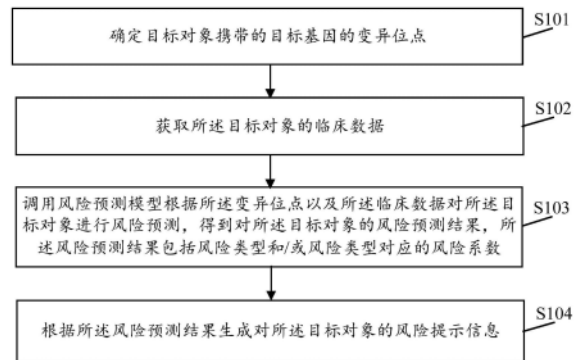 S101
确定目标对象携带的目标基因的变异位点
S102
获取所述目标对象的临床数据
S103
调用风险预测模型根据所述变异位点以及所述临床数据对所述目
标对象进行风险预测，得到对所述目标对象的风险预测结果，所
述风险预测结果包括风险类型和/或风险类型对应的风险系数
S104
根据所述风险预测结果生成对所述目标对象的风险提示信息